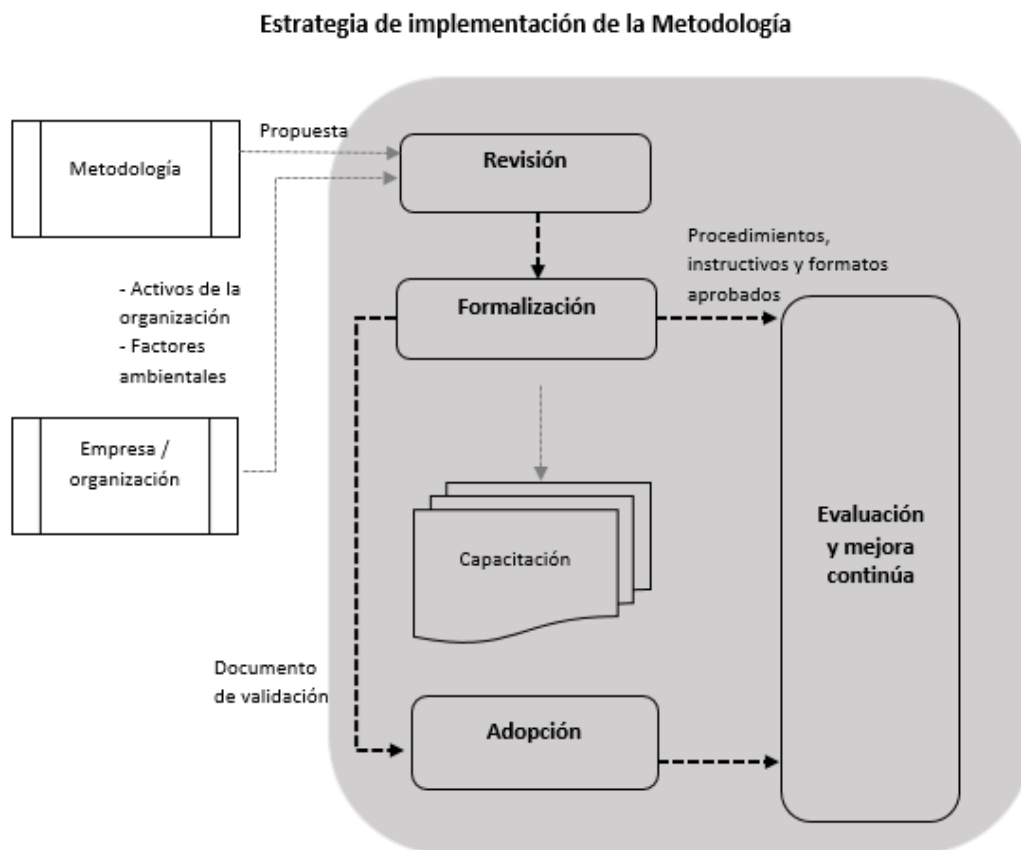 Estrategia de implementación de la Metodología
Propuesta
Metodología
Revisión
Procedimientos,
instructivos y formatos
aprobados
- Activos de la
organización
- Factores
ambientales
Formalización
Empresa /
organización
Evaluación
y mejora
continúa
Capacitación
Documento
de validación
Adopción